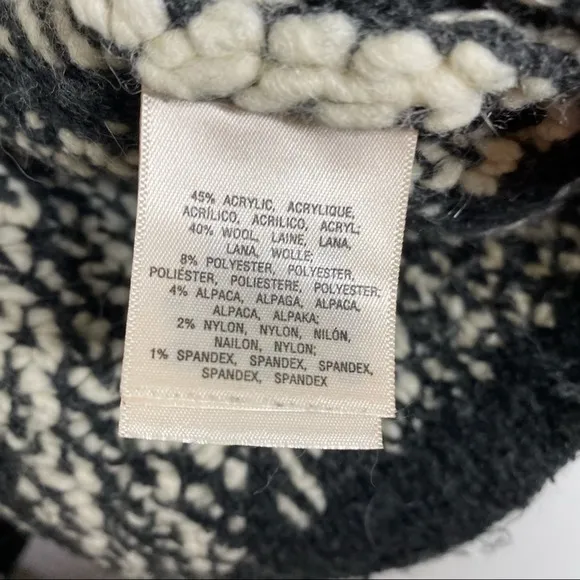 45% ACRYLIC, ACRYLIQUE,
ACRÍLICO, ACRILICO, ACRYL;
40% WOOL, LAINE, LANA,
LANA, WOLLE;
8% POLYESTER, POLYESTER,
POLIÉSTER, POLIESTERE, POLYESTER;
4% ALPACA, ALPAGA, ALPACA,
ALPACA, ALPAKA;
2% NYLON, NYLON, NILÓN,
NAILON, NYLON;
1% SPANDEX, SPANDEX, SPANDEX,
SPANDEX, SPANDEX